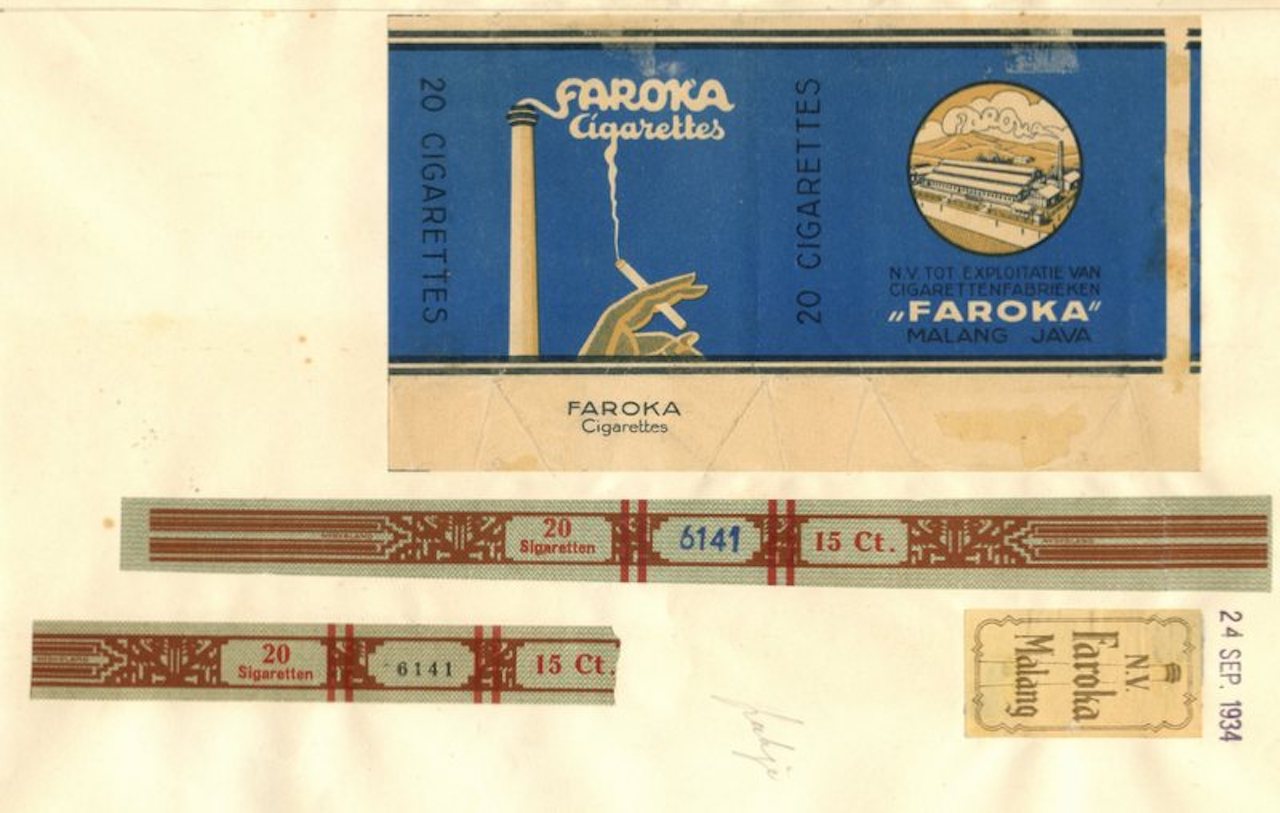 20 CIGARETTES
FAROKA
Cigarettes
20 CIGARETTES
FAROKA
N.V. TOT EXPLOITATIE VAN
CIGARETTENFABRIEKEN
„FAROKA"
MALANG JAVA
FAROKA
Cigarettes
20
Sigaretten
6141
15 Ct.
20
Sigaretten
6141
15 Ct.
N.V.
Faroka
Malang
24 SEP. 1934